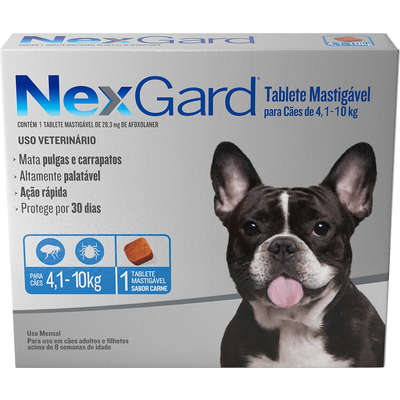 NexGard®
Tablete Mastigável
para Cães de 4,1-10 kg
CONTÉM 1 TABLETE MASTIGÁVEL DE 28,3 mg DE AFOXOLANER
USO VETERINÁRIO
• Mata pulgas e carrapatos
• Altamente palatável
• Ação rápida
• Protege por 30 dias
PARA CÃES
4,1-10kg
1 TABLETE
MASTIGÁVEL
SABOR CARNE
Uso Mensal
Para uso em cães adultos e filhotes
acima de 8 semanas de idade